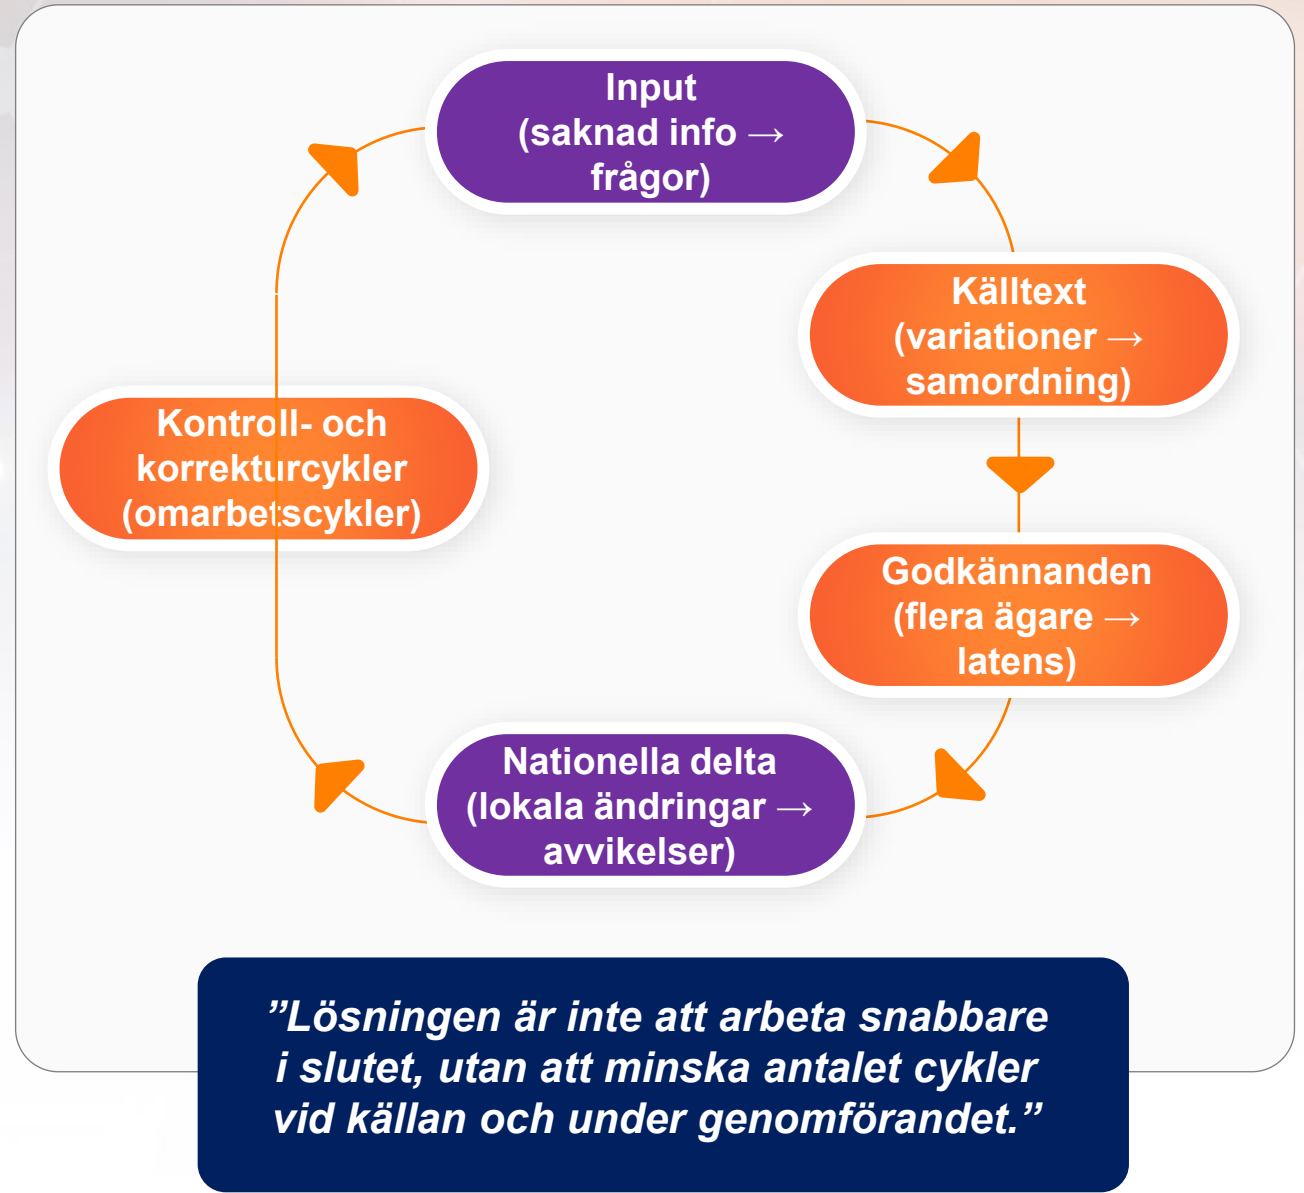 Input
(saknad info →
frågor)
Källtext
(variationer →
samordning)
Godkännanden
(flera ägare →
latens)
Nationella delta
(lokala ändringar →
avvikelser)
Kontroll- och
korrekturcykler
(omarbetscykler)
”Lösningen är inte att arbeta snabbare
i slutet, utan att minska antalet cykler
vid källan och under genomförandet.”